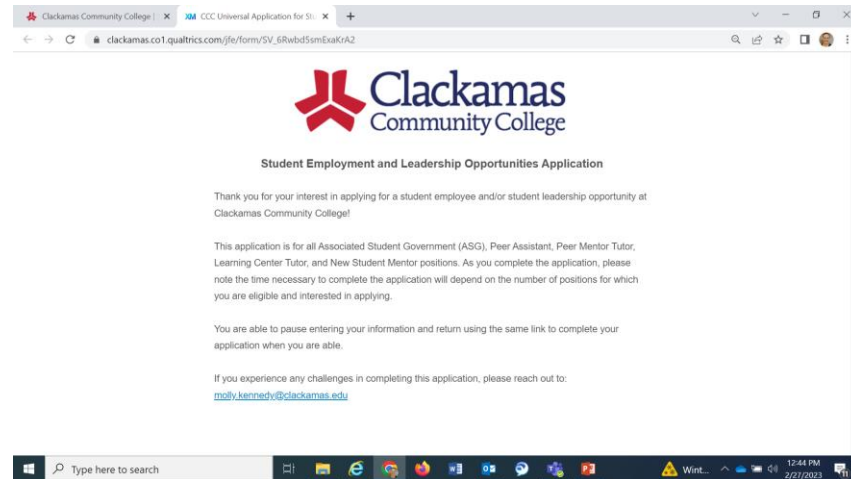 Clackamas Community College |
XM CCC Universal Application for Stu
clackamas.co1.qualtrics.com/jfe/form/SV_6Rwbd5smExaKrA2
Clackamas
Community College
Student Employment and Leadership Opportunities Application
Thank you for your interest in applying for a student employee and/or student leadership opportunity at
Clackamas Community College!
This application is for all Associated Student Government (ASG), Peer Assistant, Peer Mentor Tutor,
Learning Center Tutor, and New Student Mentor positions. As you complete the application, please
note the time necessary to complete the application will depend on the number of positions for which
you are eligible and interested in applying.
You are able to pause entering your information and return using the same link to complete your
application when you are able.
If you experience any challenges in completing this application, please reach out to:
molly.kennedy@clackamas.edu
Type here to search
Wint...
12:44 PM
2/27/2023